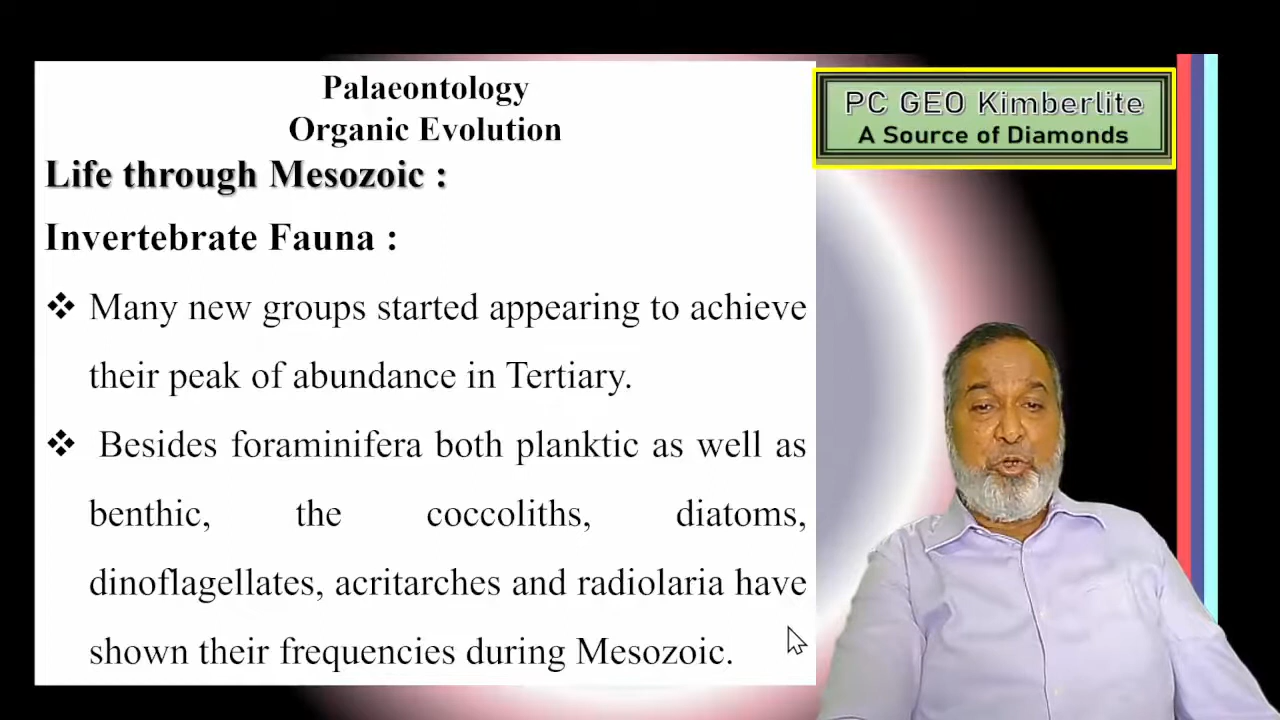 Palaeontology
Organic Evolution
Life through Mesozoic :
Invertebrate Fauna :
❖ Many new groups started appearing to achieve
their peak of abundance in Tertiary.
❖ Besides foraminifera both planktic as well as
benthic, the coccoliths, diatoms,
dinoflagellates, acritarches and radiolaria have
shown their frequencies during Mesozoic.
PC GEO Kimberlite
A Source of Diamonds